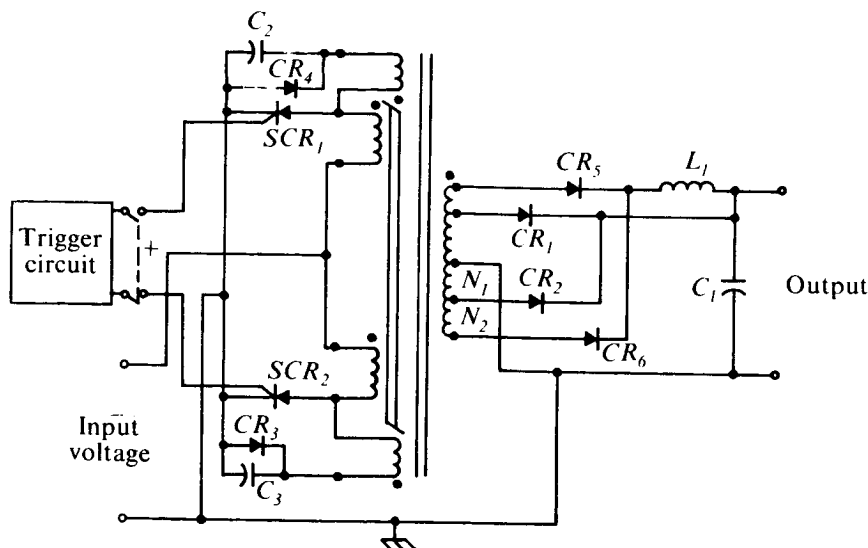 C2
CR4
SCR1
CR5
L1
CR1
Trigger
circuit
+
N1
CR2
C1
Output
N2
CR6
SCR2
CR3
Input
voltage
C3